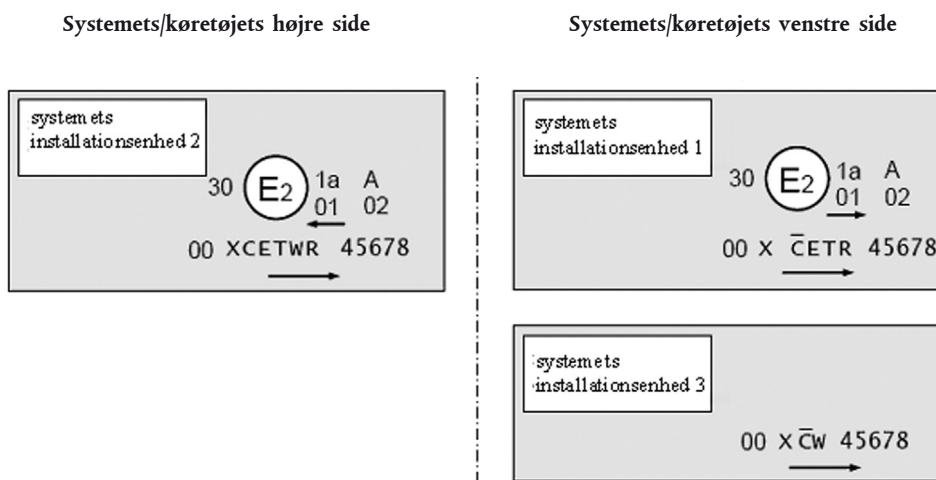 Systemets/køretøjets højre side
Systemets/køretøjets venstre side
systemets
installationsenhed 2
30 E2 1a A
01 02
00 XCETWR 45678
systemets
installationsenhed 1
30 E2 1a A
01 02
00 X C̅ETR 45678
systemets
installationsenhed 3
00 X C̅W 45678